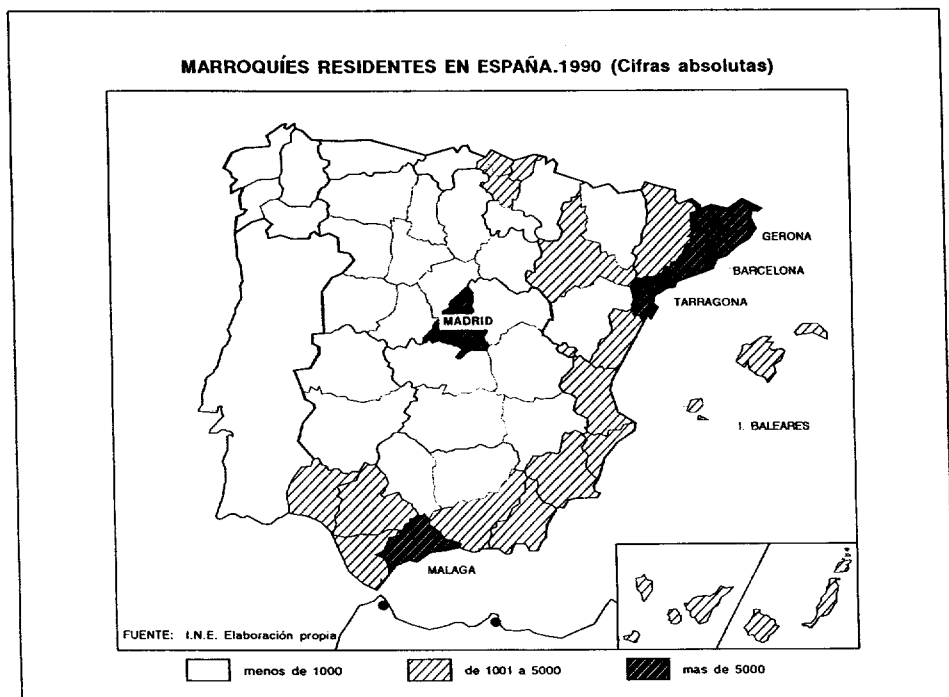 MARROQUÍES RESIDENTES EN ESPAÑA.1990 (Cifras absolutas)
GERONA
BARCELONA
TARRAGONA
MADRID
I. BALEARES
MALAGA
FUENTE: I.N.E. Elaboración propia
menos de 1000
de 1001 a 5000
mas de 5000